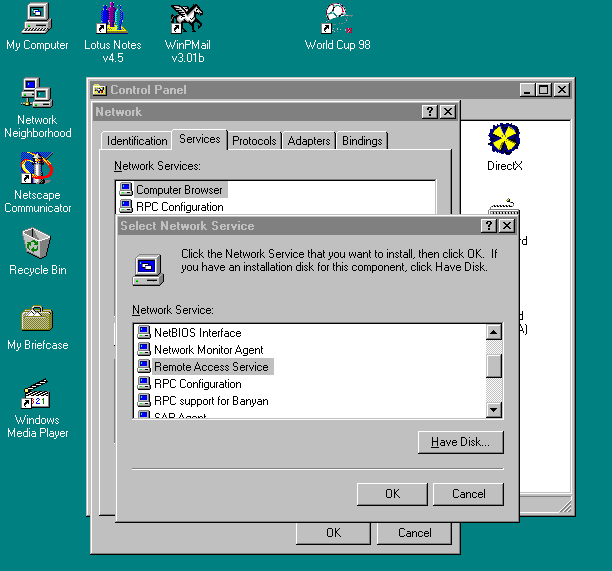 My Computer
Lotus Notes
v4.5
WinPMail
v3.01b
World Cup 98
Network
Neighborhood
Netscape
Communicator
Recycle Bin
My Briefcase
Windows
Media Player
Control Panel
DirectX
Network
Identification
Services
Protocols
Adapters
Bindings
Network Services:
Computer Browser
RPC Configuration
Select Network Service
Click the Network Service that you want to install, then click OK. If
you have an installation disk for this component, click Have Disk.
Network Service:
NetBIOS Interface
Network Monitor Agent
Remote Access Service
RPC Configuration
RPC support for Banyan
SAP Agent
Have Disk...
OK
Cancel
OK
Cancel